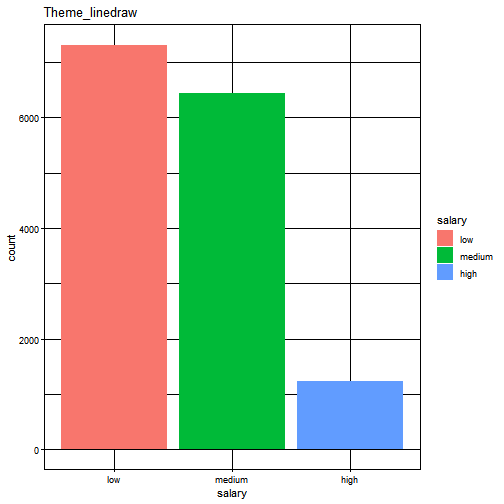 Theme_linedraw
count
6000
4000
2000
0
low
medium
high
salary
salary
low
medium
high